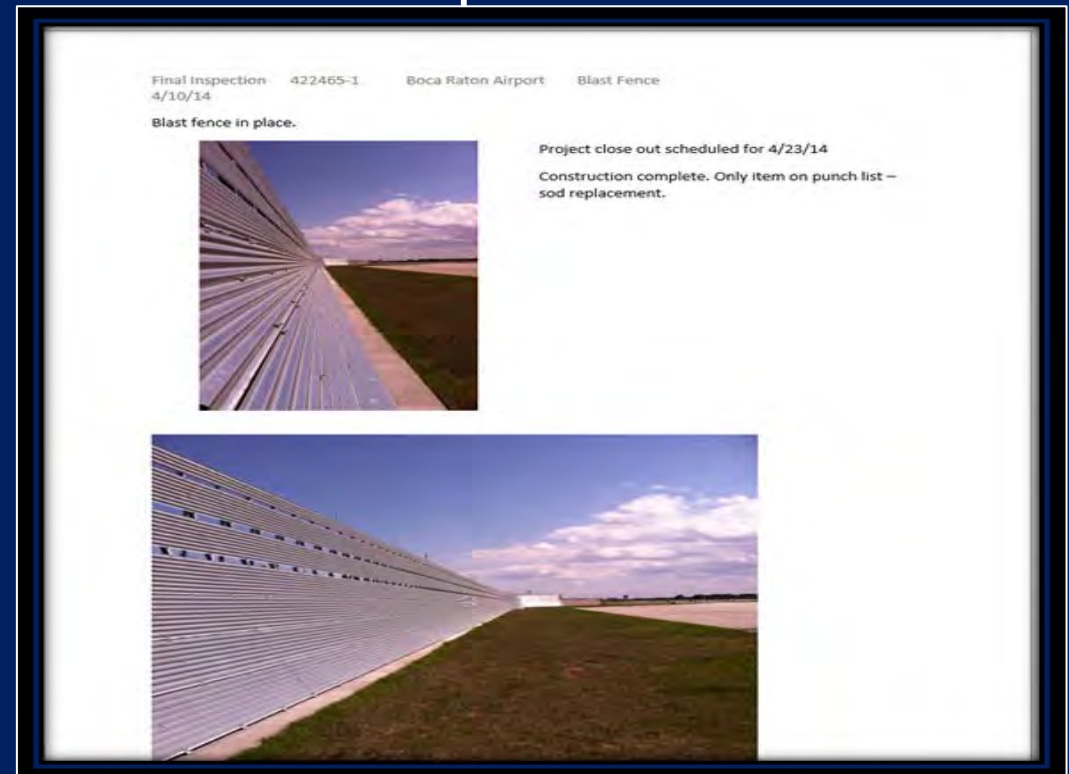 Final Inspection 422465-1 Boca Raton Airport Blast Fence
4/10/14
Blast fence in place.
Project close out scheduled for 4/23/14
Construction complete. Only item on punch list –
sod replacement.